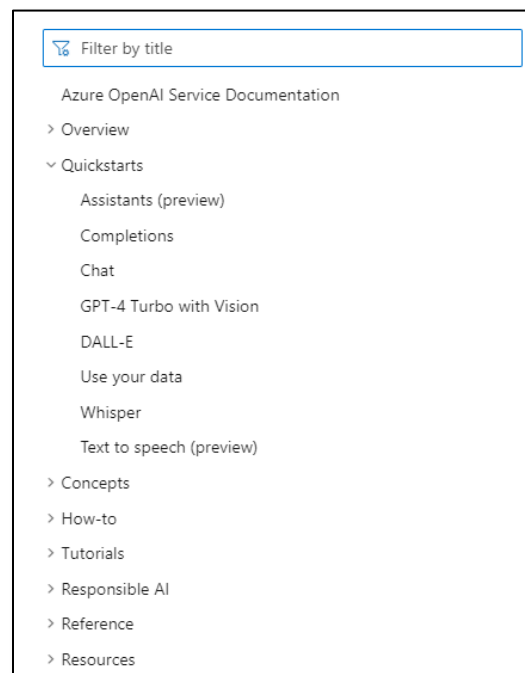 Filter by title
Azure OpenAI Service Documentation
Overview
Quickstarts
Assistants (preview)
Completions
Chat
GPT-4 Turbo with Vision
DALL-E
Use your data
Whisper
Text to speech (preview)
Concepts
How-to
Tutorials
Responsible AI
Reference
Resources